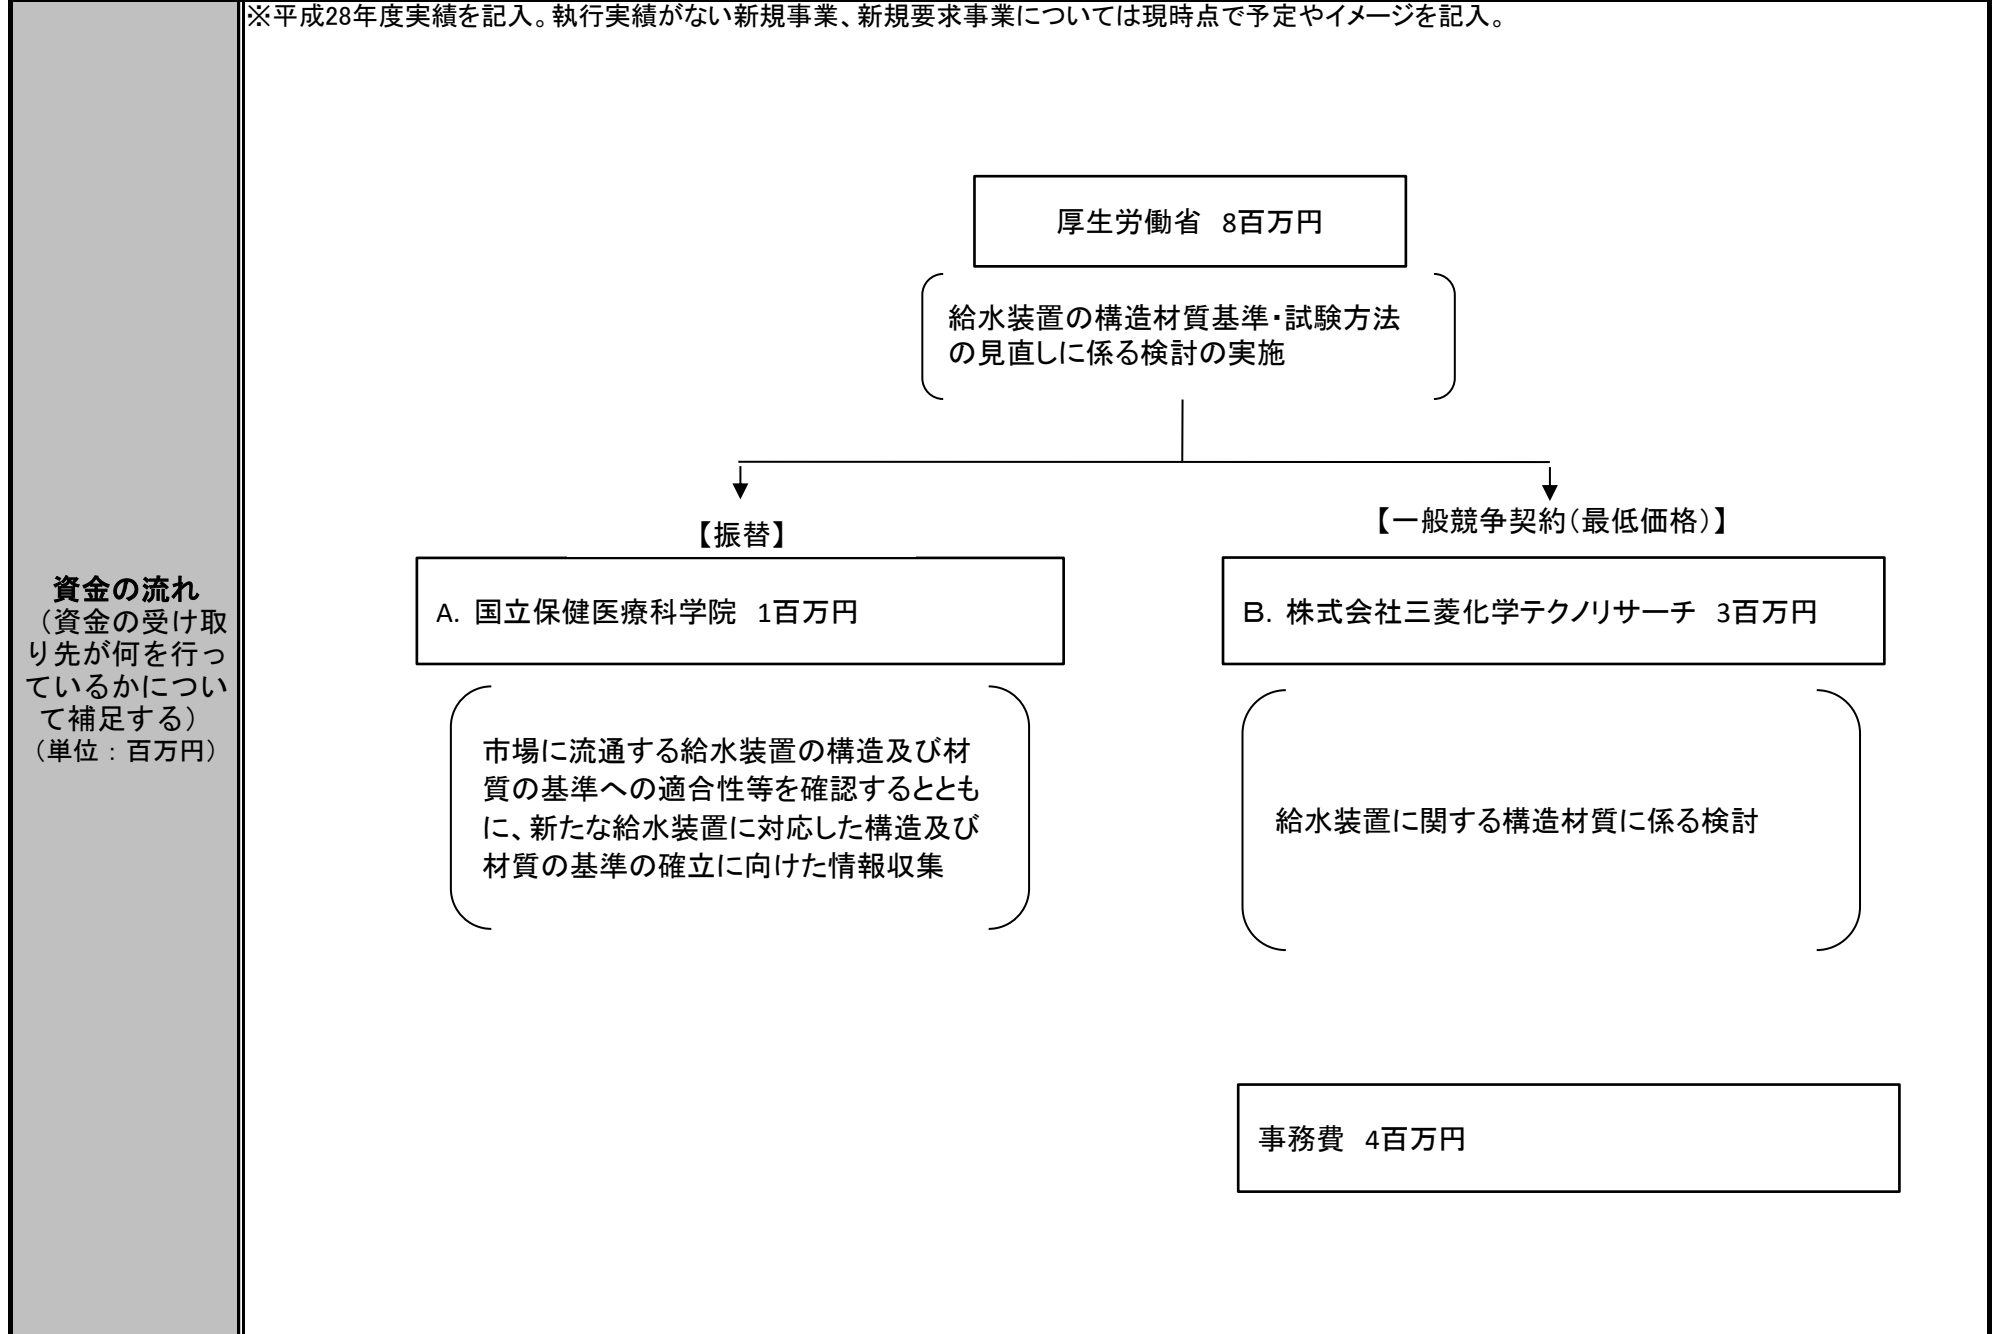 ※平成28年度実績を記入。執行実績がない新規事業、新規要求事業については現時点で予定やイメージを記入。
資金の流れ
（資金の受け取
り先が何を行っ
ているかについ
て補足する）
（単位：百万円）
厚生労働省　8百万円
給水装置の構造材質基準・試験方法
の見直しに係る検討の実施
【振替】
【一般競争契約（最低価格）】
A. 国立保健医療科学院　1百万円
Ｂ．株式会社三菱化学テクノリサーチ　3百万円
市場に流通する給水装置の構造及び材
質の基準への適合性等を確認するととも
に、新たな給水装置に対応した構造及び
材質の基準の確立に向けた情報収集
給水装置に関する構造材質に係る検討
事務費　4百万円